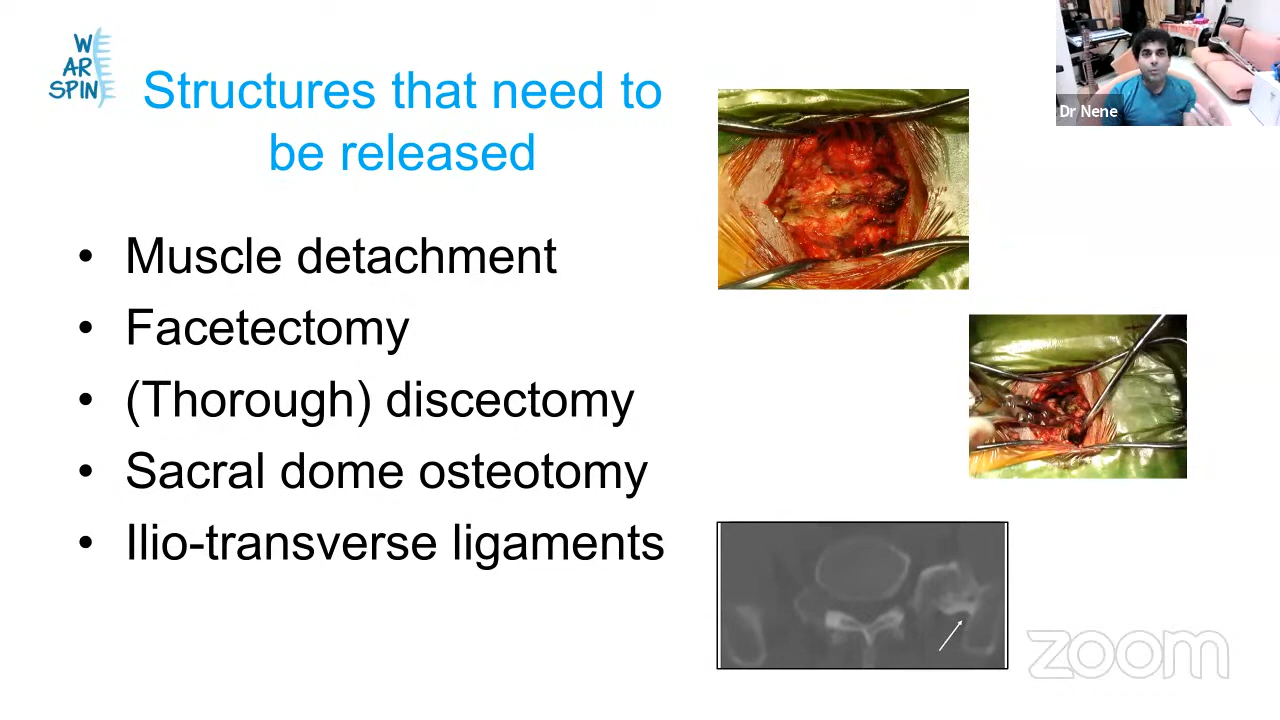 WE
ARE
SPINE
Structures that need to
be released
• Muscle detachment
• Facetectomy
• (Thorough) discectomy
• Sacral dome osteotomy
• Ilio-transverse ligaments
Dr Nene
zoom